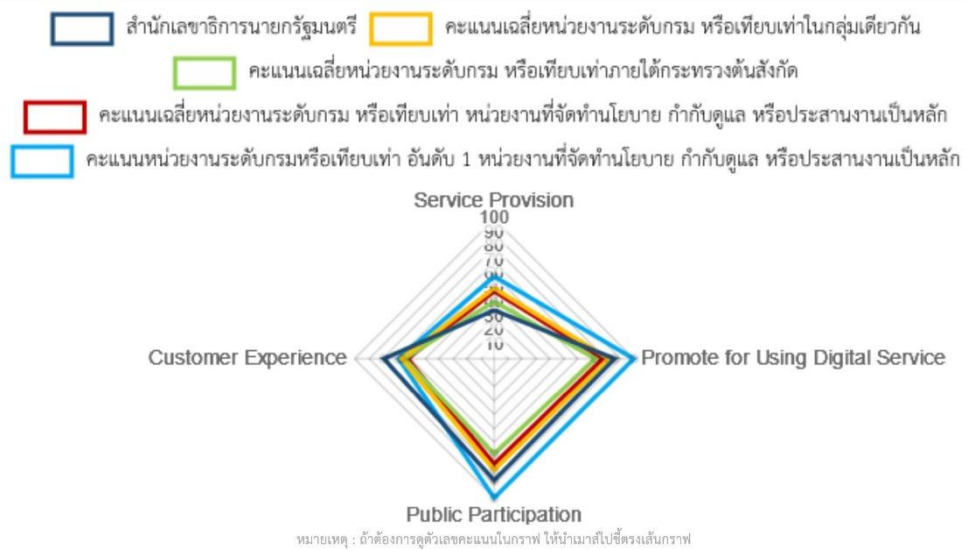 สำนักเลขาธิการนายกรัฐมนตรี คะแนนเฉลี่ยหน่วยงานระดับกรม หรือเทียบเท่าในกลุ่มเดียวกัน
คะแนนเฉลี่ยหน่วยงานระดับกรม หรือเทียบเท่าภายใต้กระทรวงต้นสังกัด
คะแนนเฉลี่ยหน่วยงานระดับกรม หรือเทียบเท่า หน่วยงานที่จัดทำนโยบาย กำกับดูแล หรือประสานงานเป็นหลัก
คะแนนหน่วยงานระดับกรมหรือเทียบเท่า อันดับ 1 หน่วยงานที่จัดทำนโยบาย กำกับดูแล หรือประสานงานเป็นหลัก
Service Provision
100
90
80
70
20
10
Customer Experience
Promote for Using Digital Service
Public Participation
หมายเหตุ : ถ้าต้องการดูตัวเลขคะแนนในกราฟ ให้นำเมาส์ไปชี้ตรงเส้นกราฟ